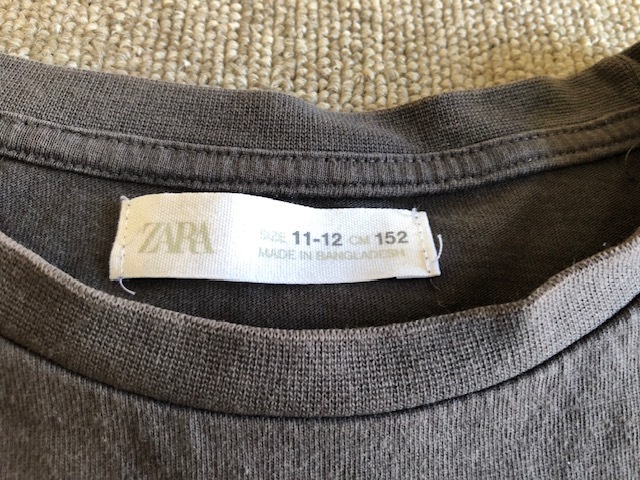 ZARA
SIZE 11-12 CM 152
MADE IN BANGLADESH